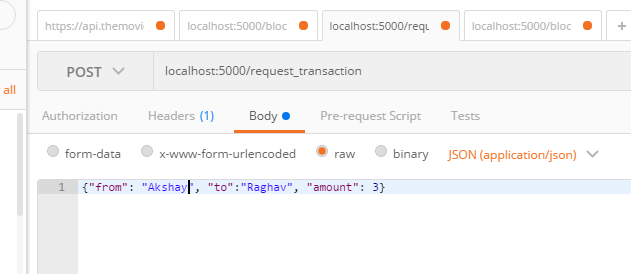 https://api.themovi
localhost:5000/bloc
localhost:5000/requ
localhost:5000/bloc
+
POST
localhost:5000/request_transaction
all
Authorization
Headers (1)
Body
Pre-request Script
Tests
form-data
x-www-form-urlencoded
raw
binary
JSON (application/json)
1 {"from": "Akshay", "to":"Raghav", "amount": 3}